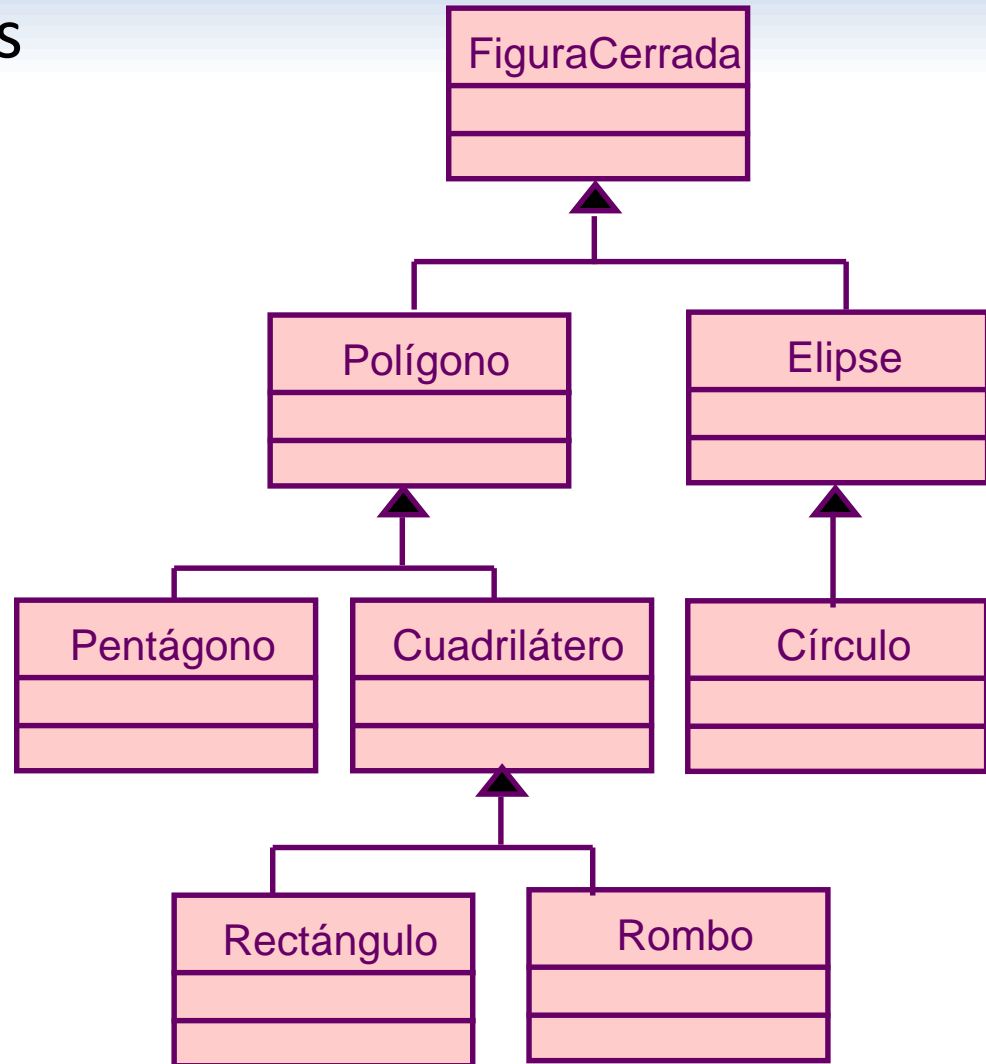 s
FiguraCerrada
Polígono
Elipse
Pentágono
Cuadrilátero
Círculo
Rectángulo
Rombo